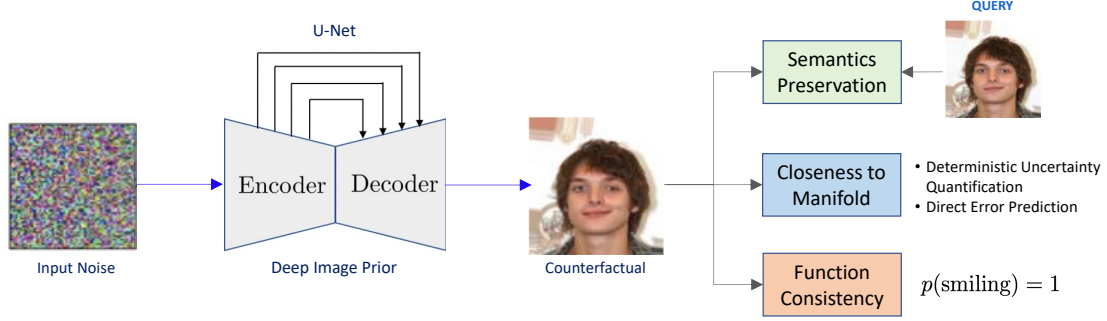 QUERY
U-Net
Semantics
Preservation
Encoder
Decoder
Closeness to
Manifold
• Deterministic Uncertainty
Quantification
• Direct Error Prediction
Input Noise
Deep Image Prior
Counterfactual
Function
Consistency
p(smiling) = 1